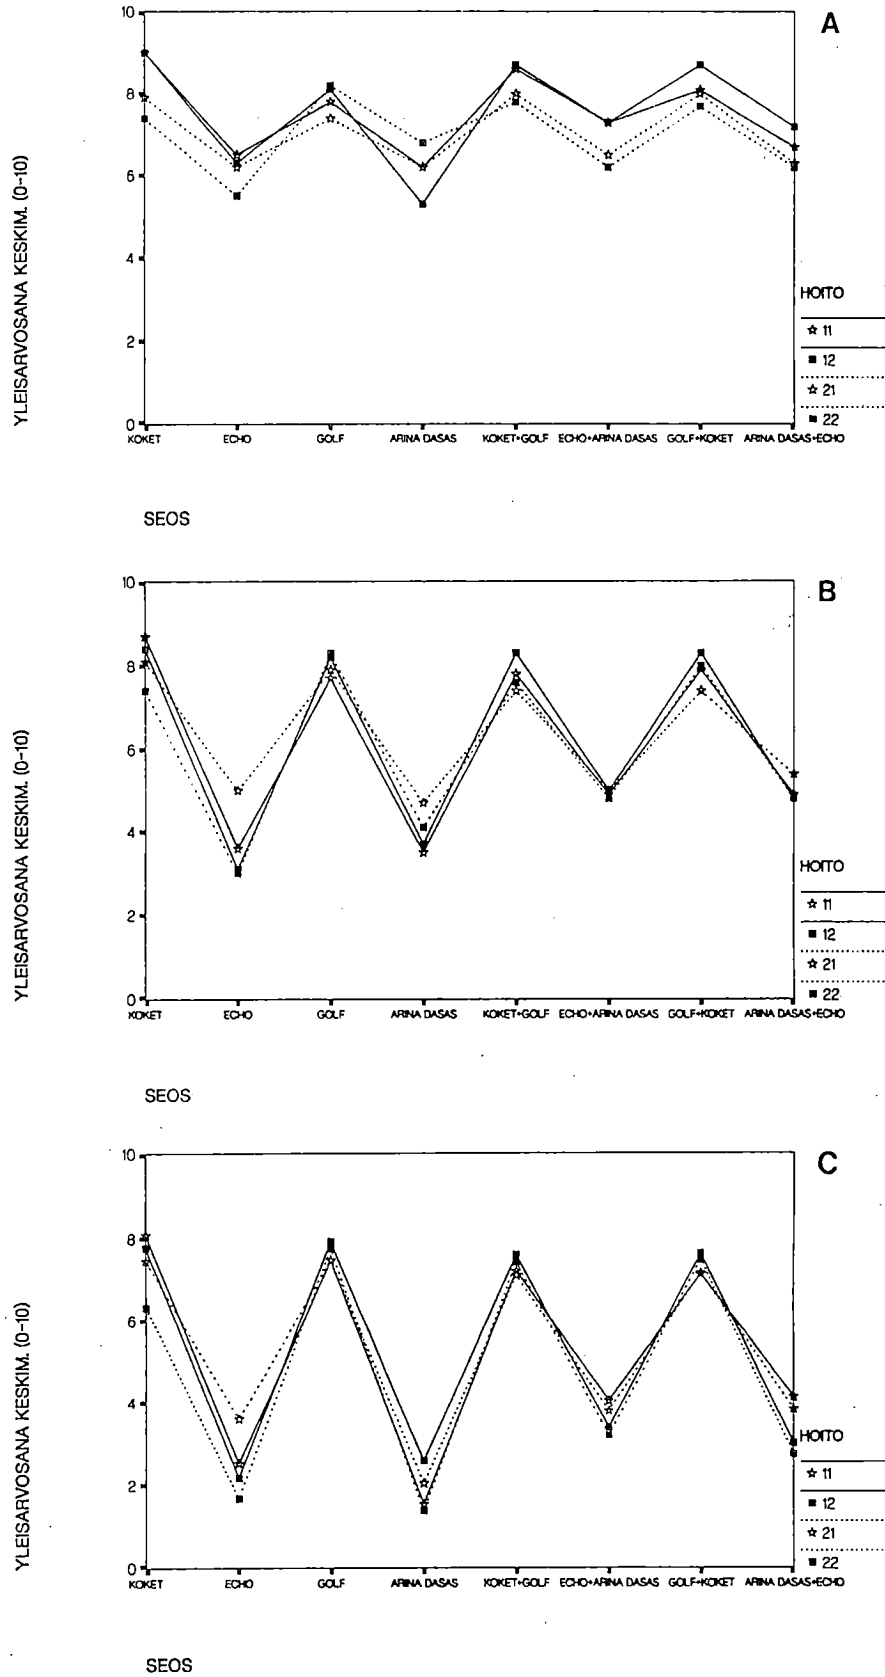 A
YLEISARVOSANA KESKIM. (0-10)
10
8
6
4
2
0
KOKET ECHO GOLF ARINA DASAS KOKET+GOLF ECHO+ARINA DASAS GOLF+KOKET ARINA DASAS+ECHO
HOITO
11
12
21
22
SEOS
B
YLEISARVOSANA KESKIM. (0-10)
10
8
6
4
2
0
KOKET ECHO GOLF ARINA DASAS KOKET+GOLF ECHO+ARINA DASAS GOLF+KOKET ARINA DASAS+ECHO
HOITO
11
12
21
22
SEOS
C
YLEISARVOSANA KESKIM. (0-10)
10
8
6
4
2
0
KOKET ECHO GOLF ARINA DASAS KOKET+GOLF ECHO+ARINA DASAS GOLF+KOKET ARINA DASAS+ECHO
HOITO
11
12
21
22
SEOS